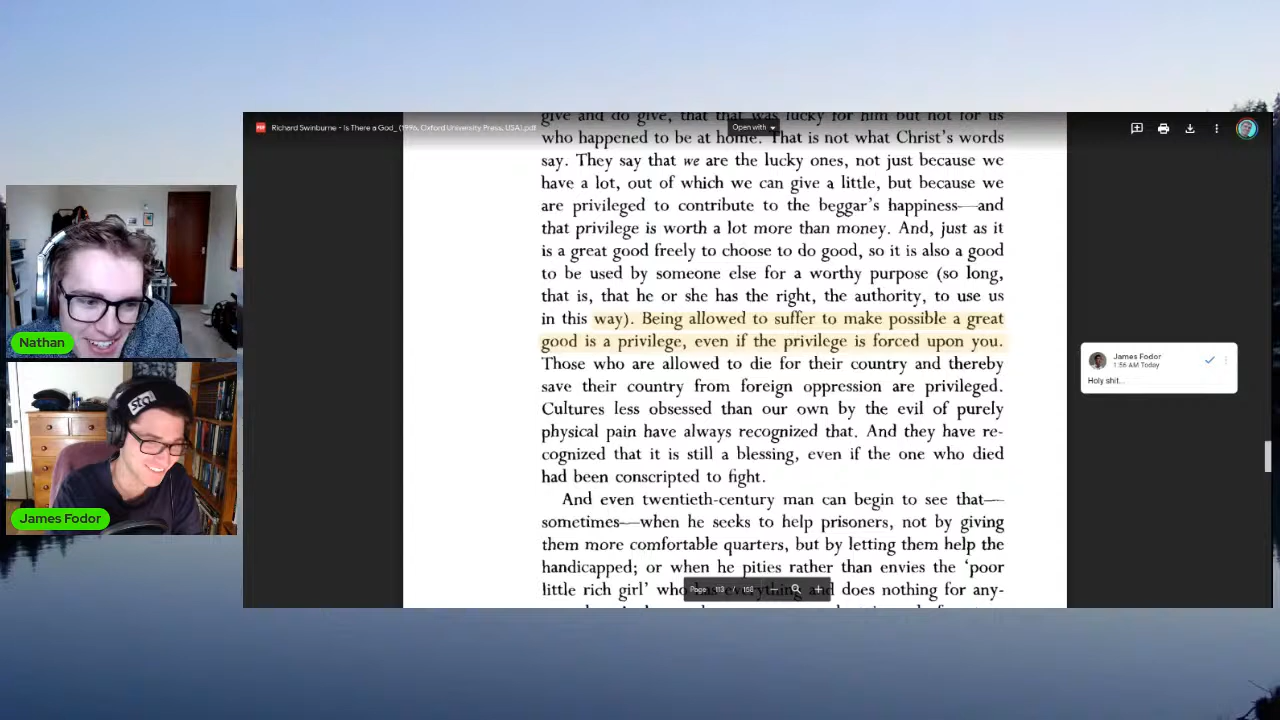 Richard Swinburne - Is There a God_ (1996, Oxford University Press, USA).pdf
Open with
give and do give, that that was lucky for him but not for us
who happened to be at home. That is not what Christ's words
say. They say that we are the lucky ones, not just because we
have a lot, out of which we can give a little, but because we
are privileged to contribute to the beggar's happiness—and
that privilege is worth a lot more than money. And, just as it
is a great good freely to choose to do good, so it is also a good
to be used by someone else for a worthy purpose (so long,
that is, that he or she has the right, the authority, to use us
in this way). Being allowed to suffer to make possible a great
good is a privilege, even if the privilege is forced upon you.
Those who are allowed to die for their country and thereby
save their country from foreign oppression are privileged.
Cultures less obsessed than our own by the evil of purely
physical pain have always recognized that. And they have re-
cognized that it is still a blessing, even if the one who died
had been conscripted to fight.
And even twentieth-century man can begin to see that—
sometimes—when he seeks to help prisoners, not by giving
them more comfortable quarters, but by letting them help the
handicapped; or when he pities rather than envies the 'poor
little rich girl' who has everything and does nothing for any-
Page 113 / 158
James Fodor
1:56 AM Today
Holy shit...
Nathan
sta
James Fodor